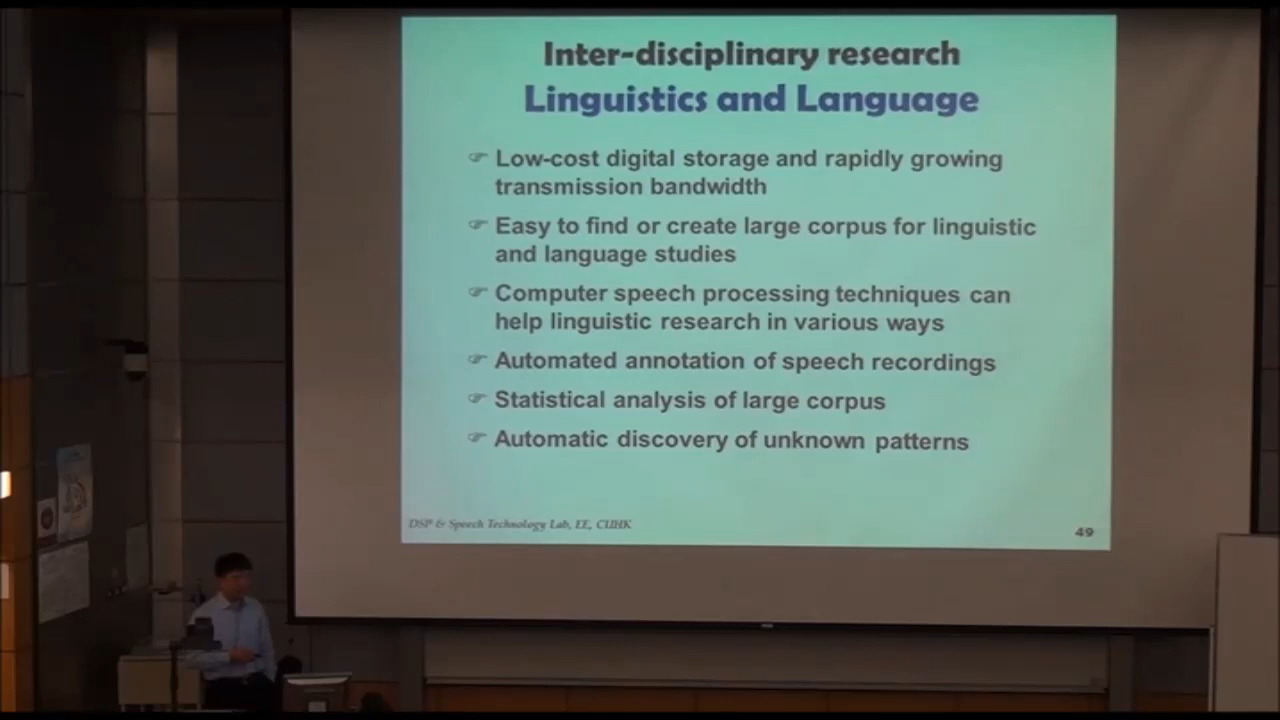 Inter-disciplinary research
Linguistics and Language
Low-cost digital storage and rapidly growing
transmission bandwidth
Easy to find or create large corpus for linguistic
and language studies
Computer speech processing techniques can
help linguistic research in various ways
Automated annotation of speech recordings
Statistical analysis of large corpus
Automatic discovery of unknown patterns
DSP & Speech Technology Lab, EE, CUHK
49